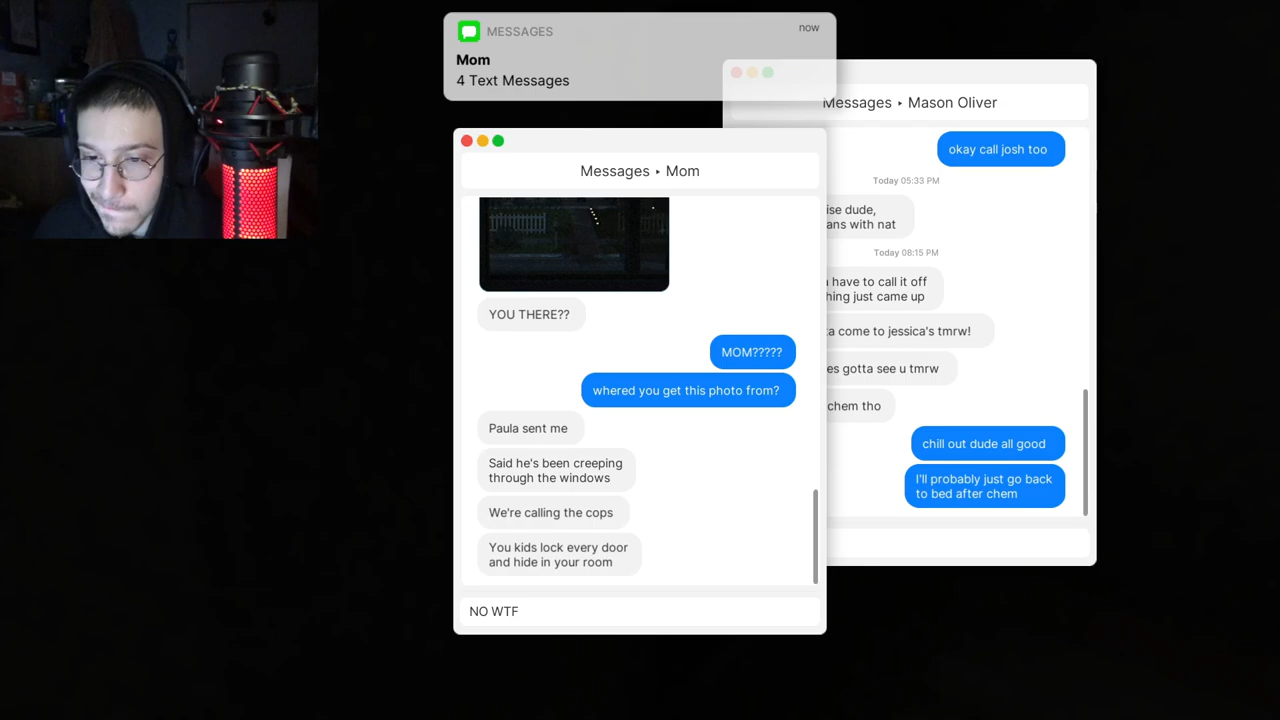 MESSAGES
now
Mom
4 Text Messages
Messages ‣ Mason Oliver
okay call josh too
Today 05:33 PM
dude,
with nat
Today 08:15 PM
have to call it off
just came up
come to jessica's tmrw!
gotta see u tmrw
chem tho
chill out dude all good
I'll probably just go back
to bed after chem
Messages ‣ Mom
YOU THERE??
MOM?????
whered you get this photo from?
Paula sent me
Said he's been creeping
through the windows
We're calling the cops
You kids lock every door
and hide in your room
NO WTF